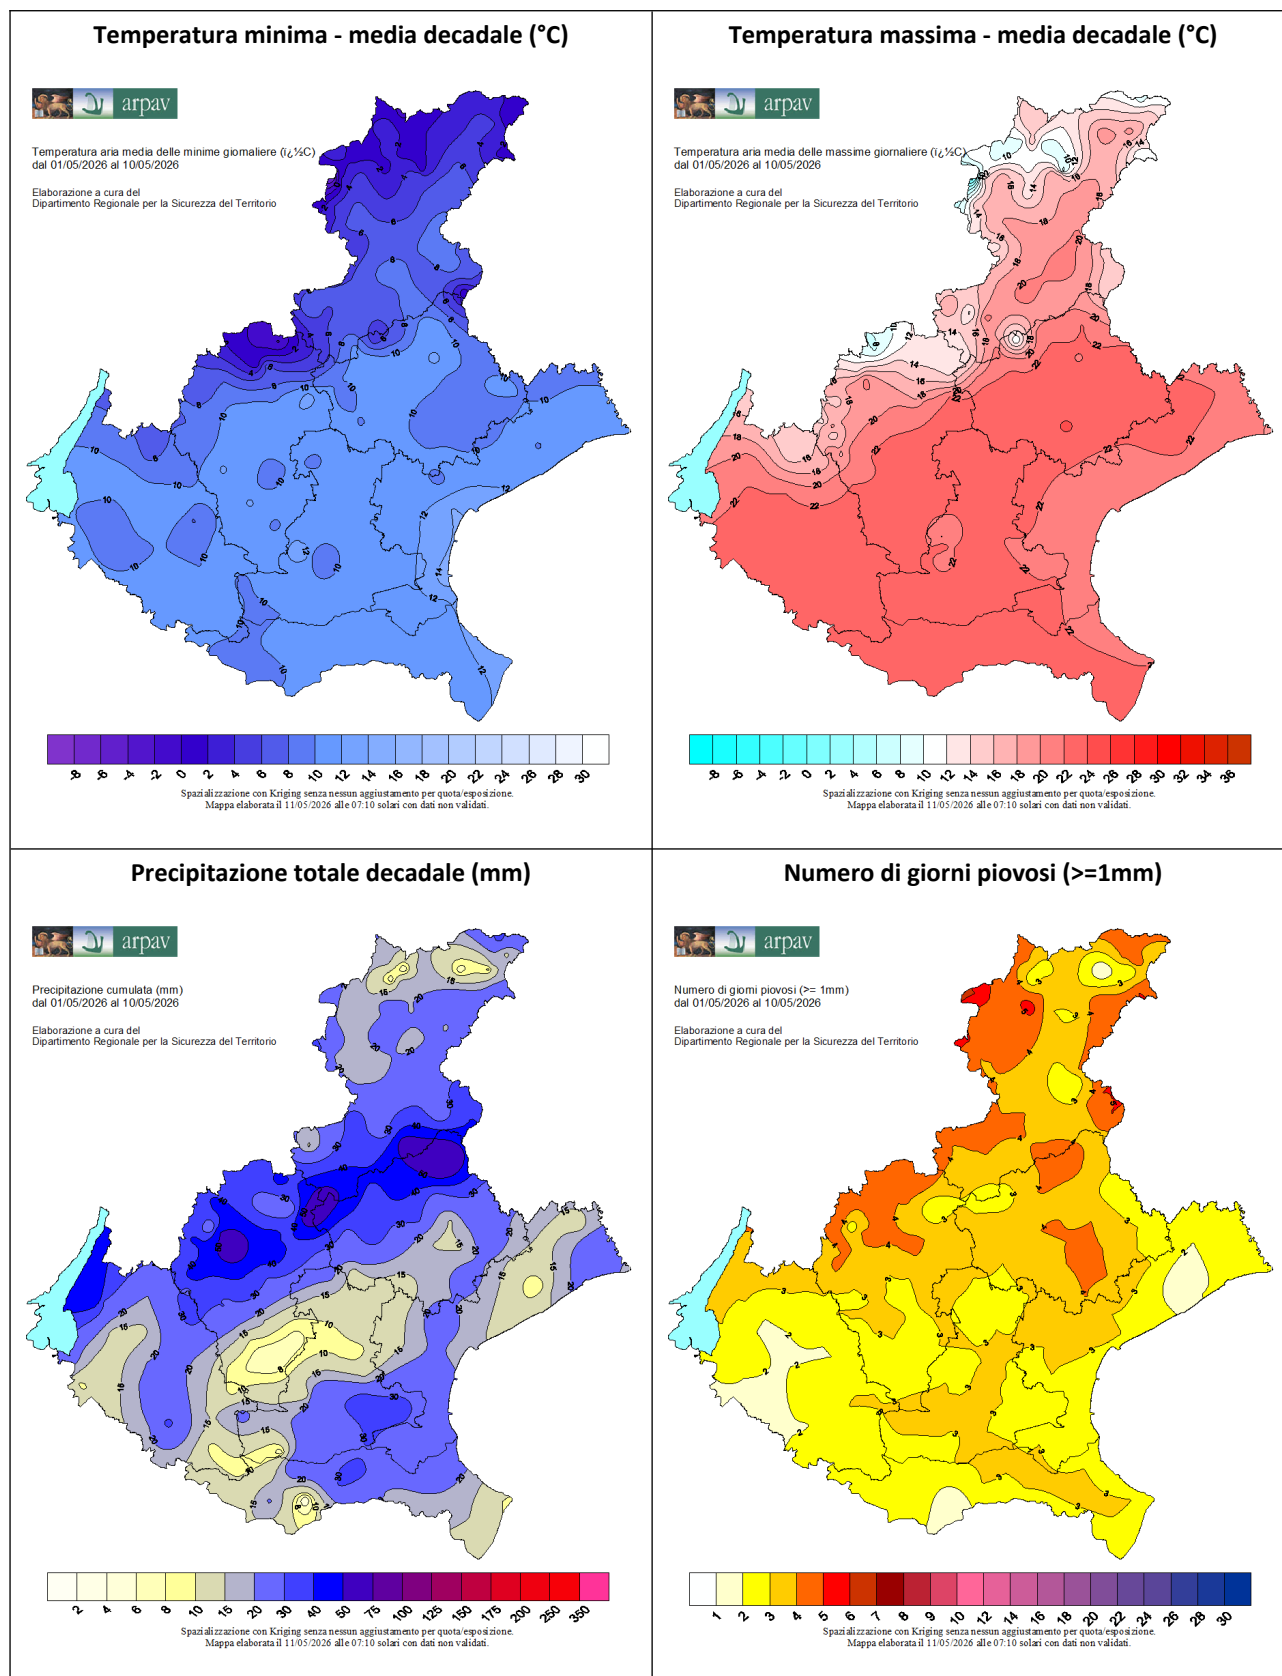 Temperatura minima - media decadale (°C)
arpav
Temperatura aria media delle minime giornaliere (ï¿½C)
dal 01/05/2026 al 10/05/2026
Elaborazione a cura del
Dipartimento Regionale per la Sicurezza del Territorio
-8 -6 -4 -2 0 2 4 6 8 10 12 14 16 18 20 22 24 26 28 30
Spazializzazione con Kriging senza nessun aggiustamento per quota/esposizione.
Mappa elaborata il 11/05/2026 alle 07:10 solari con dati non validati.
Temperatura massima - media decadale (°C)
arpav
Temperatura aria media delle massime giornaliere (ï¿½C)
dal 01/05/2026 al 10/05/2026
Elaborazione a cura del
Dipartimento Regionale per la Sicurezza del Territorio
-8 -6 -4 -2 0 2 4 6 8 10 12 14 16 18 20 22 24 26 28 30 32 34 36
Spazializzazione con Kriging senza nessun aggiustamento per quota/esposizione.
Mappa elaborata il 11/05/2026 alle 07:10 solari con dati non validati.
Precipitazione totale decadale (mm)
arpav
Precipitazione cumulata (mm)
dal 01/05/2026 al 10/05/2026
Elaborazione a cura del
Dipartimento Regionale per la Sicurezza del Territorio
2 4 6 8 10 15 20 30 40 50 75 100 125 150 175 200 250 350
Spazializzazione con Kriging senza nessun aggiustamento per quota/esposizione.
Mappa elaborata il 11/05/2026 alle 07:10 solari con dati non validati.
Numero di giorni piovosi (>=1mm)
arpav
Numero di giorni piovosi (>= 1mm)
dal 01/05/2026 al 10/05/2026
Elaborazione a cura del
Dipartimento Regionale per la Sicurezza del Territorio
1 2 3 4 5 6 7 8 9 10 12 14 16 18 20 22 24 26 28 30
Spazializzazione con Kriging senza nessun aggiustamento per quota/esposizione.
Mappa elaborata il 11/05/2026 alle 07:10 solari con dati non validati.